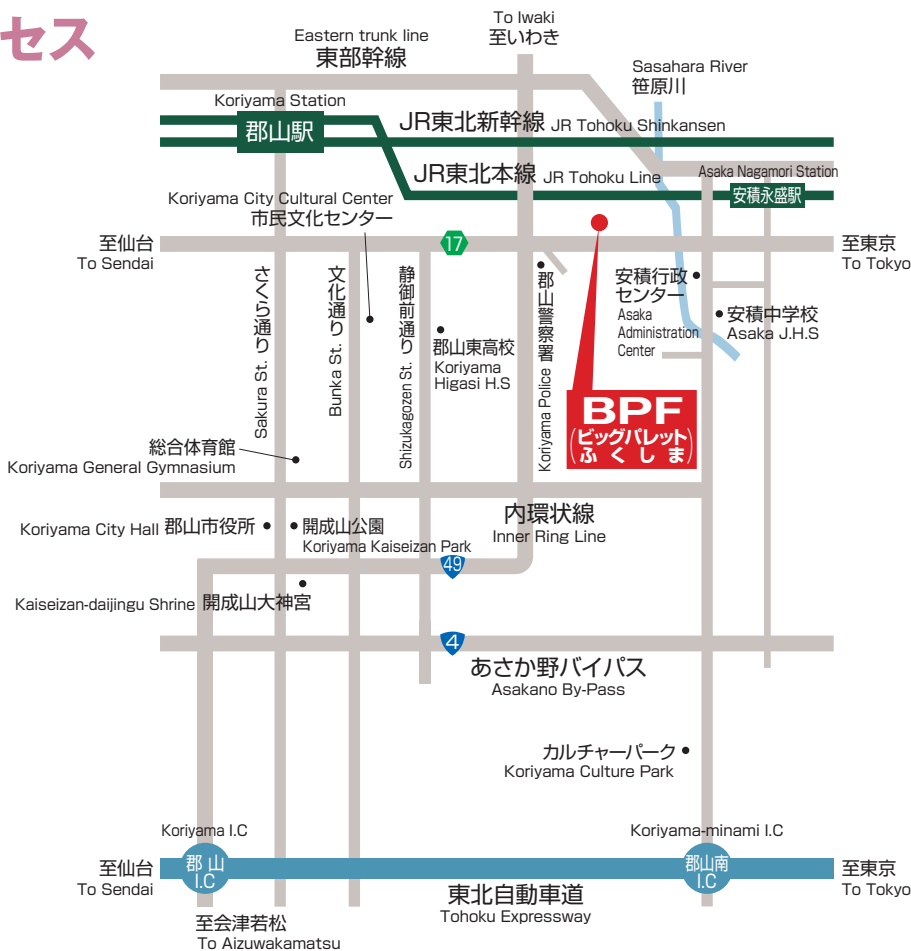 セス
To Iwaki
至いわき
Eastern trunk line
東部幹線
Sasahara River
笹原川
Koriyama Station
郡山駅
JR東北新幹線 JR Tohoku Shinkansen
JR東北本線 JR Tohoku Line
Asaka Nagamori Station
安積永盛駅
Koriyama City Cultural Center
市民文化センター
至仙台
To Sendai
17
至東京
To Tokyo
さくら通り
Sakura St.
文化通り
Bunka St.
静御前通り
Shizukagozen St.
郡山東高校
Koriyama
Higasi H.S
郡山警察署
Koriyama Police
安積行政
センター
Asaka
Administration
Center
安積中学校
Asaka J.H.S
BPF
(ビッグパレット
ふくしま)
総合体育館
Koriyama General Gymnasium
内環状線
Inner Ring Line
Koriyama City Hall 郡山市役所
開成山公園
Koriyama Kaiseizan Park
49
Kaiseizan-daijingu Shrine 開成山大神宮
4
あさか野バイパス
Asakano By-Pass
カルチャーパーク
Koriyama Culture Park
Koriyama I.C
郡山
I.C
Koriyama-minami I.C
郡山南
I.C
至仙台
To Sendai
東北自動車道
Tohoku Expressway
至東京
To Tokyo
至会津若松
To Aizuwakamatsu